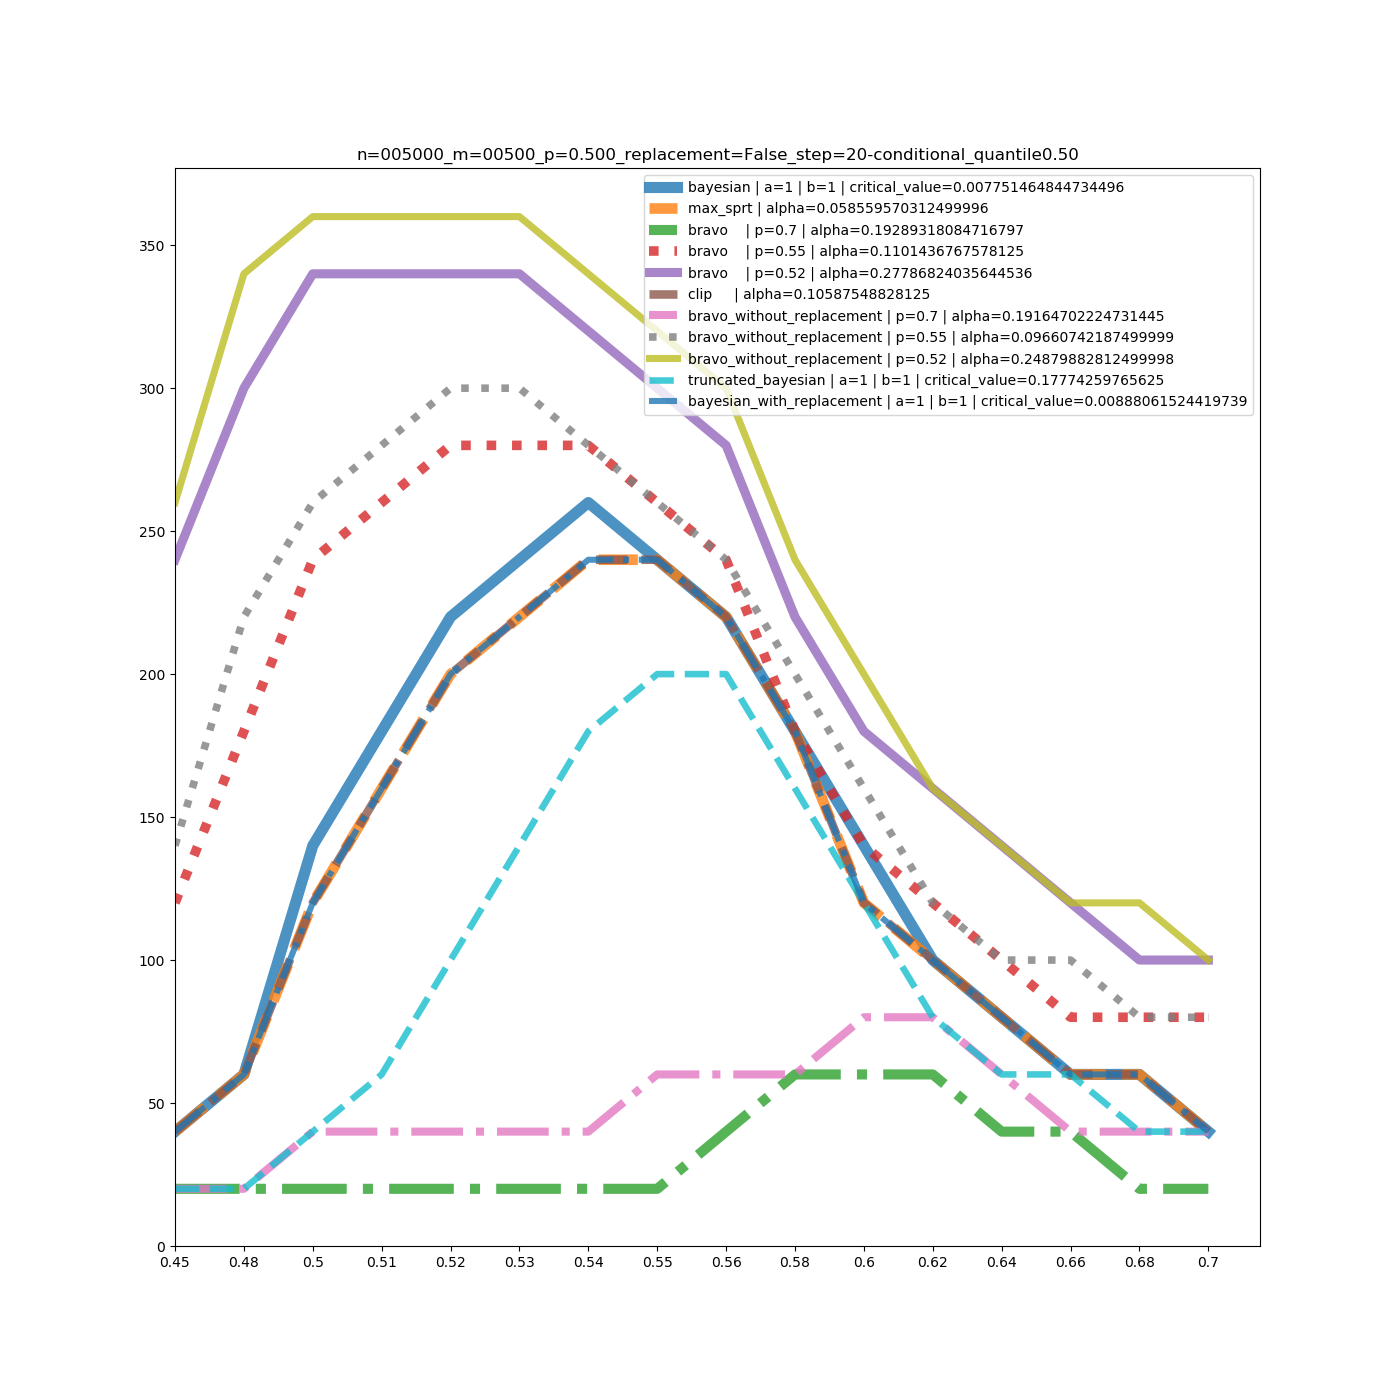 n=005000_m=00500_p=0.500_replacement=False_step=20-conditional_quantile0.50
bayesian | a=1 | b=1 | critical_value=0.007751464844734496
max_sprt | alpha=0.058559570312499996
bravo    | p=0.7 | alpha=0.19289318084716797
bravo    | p=0.55 | alpha=0.1101436767578125
bravo    | p=0.52 | alpha=0.27786824035644536
clip     | alpha=0.10587548828125
bravo_without_replacement | p=0.7 | alpha=0.19164702224731445
bravo_without_replacement | p=0.55 | alpha=0.09660742187499999
bravo_without_replacement | p=0.52 | alpha=0.24879882812499998
truncated_bayesian | a=1 | b=1 | critical_value=0.17774259765625
bayesian_with_replacement | a=1 | b=1 | critical_value=0.00888061524419739
350
300
250
200
150
100
50
0
0.45 0.48 0.5 0.51 0.52 0.53 0.54 0.55 0.56 0.58 0.6 0.62 0.64 0.66 0.68 0.7